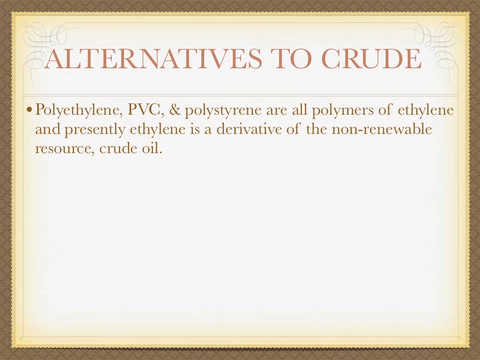 ALTERNATIVES TO CRUDE
•Polyethylene, PVC, & polystyrene are all polymers of ethylene
and presently ethylene is a derivative of the non-renewable
resource, crude oil.